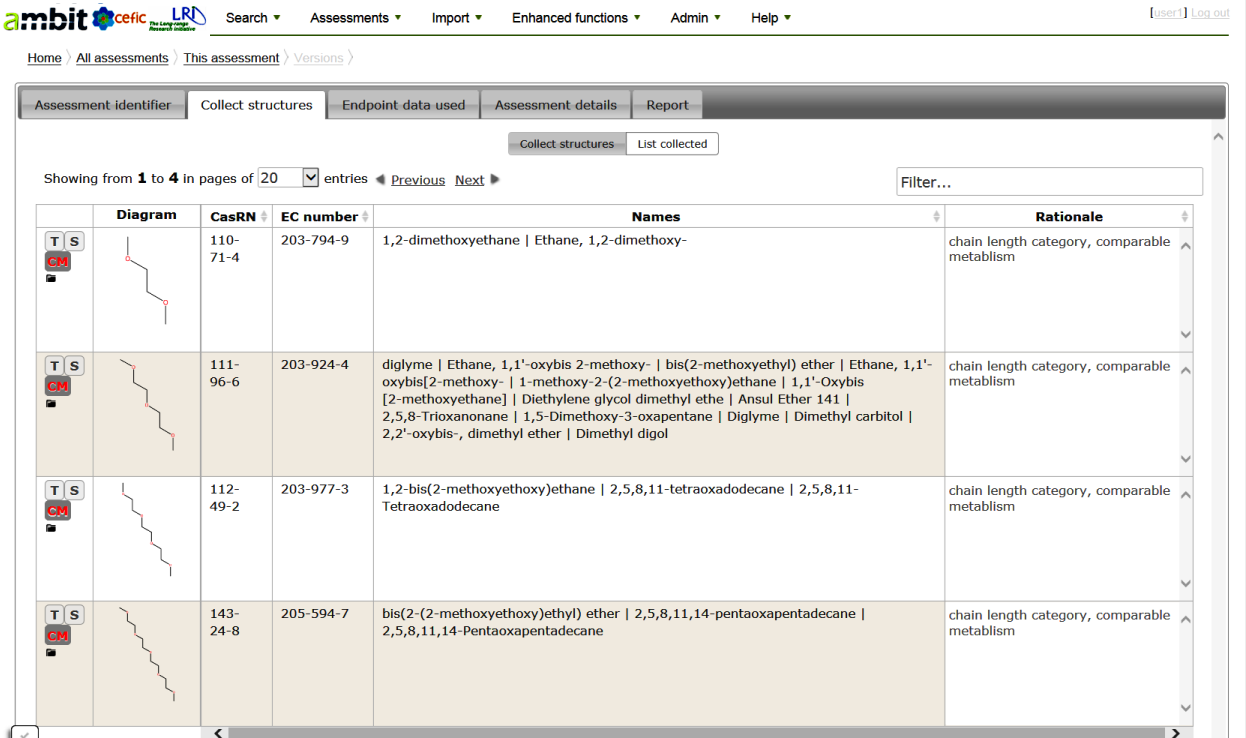 ambit cefic LRI Search ▼ Assessments ▼ Import ▼ Enhanced functions ▼ Admin ▼ Help ▼ [user1] Log out
The Long-range
Research Initiative
Home 〉 All assessments 〉 This assessment 〉 Versions 〉
Assessment identifier Collect structures Endpoint data used Assessment details Report
Collect structures List collected
Showing from 1 to 4 in pages of 20 entries Previous Next Filter...
Diagram CasRN EC number Names Rationale
T S 110- 203-794-9 1,2-dimethoxyethane | Ethane, 1,2-dimethoxy- chain length category, comparable
CM 71-4 metablism
T S 111- 203-924-4 diglyme | Ethane, 1,1'-oxybis 2-methoxy- | bis(2-methoxyethyl) ether | Ethane, 1,1'- chain length category, comparable
CM 96-6 oxybis[2-methoxy- | 1-methoxy-2-(2-methoxyethoxy)ethane | 1,1'-Oxybis metablism
[2-methoxyethane] | Diethylene glycol dimethyl ethe | Ansul Ether 141 |
2,5,8-Trioxanonane | 1,5-Dimethoxy-3-oxapentane | Diglyme | Dimethyl carbitol |
2,2'-oxybis-, dimethyl ether | Dimethyl digol
T S 112- 203-977-3 1,2-bis(2-methoxyethoxy)ethane | 2,5,8,11-tetraoxadodecane | 2,5,8,11- chain length category, comparable
CM 49-2 Tetraoxadodecane metablism
T S 143- 205-594-7 bis(2-(2-methoxyethoxy)ethyl) ether | 2,5,8,11,14-pentaoxapentadecane | chain length category, comparable
CM 24-8 2,5,8,11,14-Pentaoxapentadecane metablism